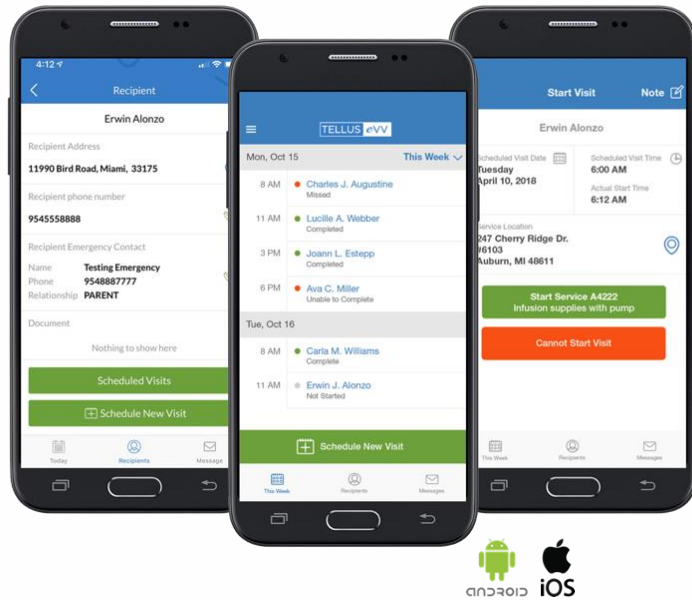 4:12
Recipient
Erwin Alonzo
Recipient Address
11990 Bird Road, Miami, 33175
Recipient phone number
9545558888
Recipient Emergency Contact
Name Testing Emergency
Phone 9548887777
Relationship PARENT
Document
Nothing to show here
Scheduled Visits
Schedule New Visit
Today Recipients Message
TELLUS eVV
Mon, Oct 15 This Week
8 AM Charles J. Augustine
Missed
11 AM Lucille A. Webber
Completed
3 PM Joann L. Estepp
Completed
6 PM Ava C. Miller
Unable to Complete
Tue, Oct 16
8 AM Carla M. Williams
Complete
11 AM Erwin J. Alonzo
Not Started
Schedule New Visit
This Week Recipients Messages
Start Visit Note
Erwin Alonzo
Scheduled Visit Date Scheduled Visit Time
Tuesday 6:00 AM
April 10, 2018
Actual Start Time
6:12 AM
Service Location
247 Cherry Ridge Dr.
#6103
Auburn, MI 48611
Start Service A4222
Infusion supplies with pump
Cannot Start Visit
This Week Recipients Messages
android iOS